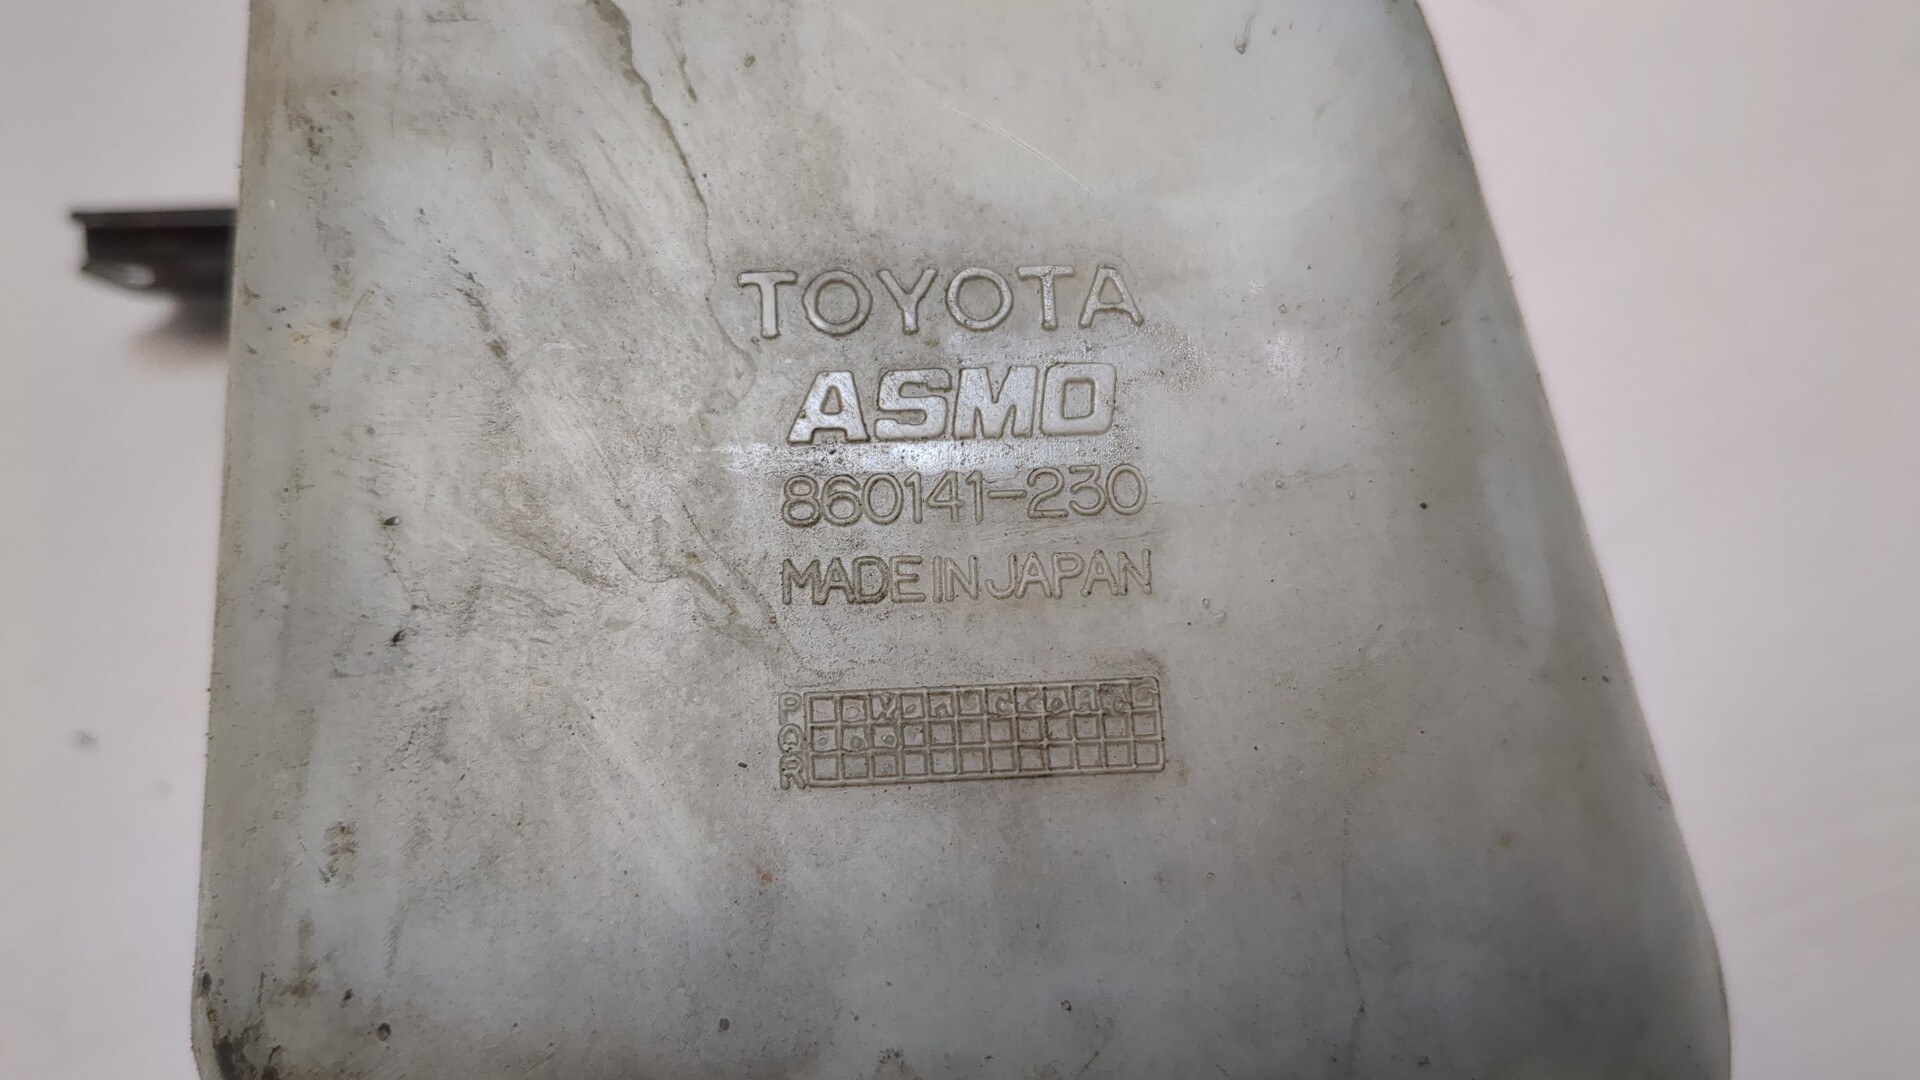 TOYOTA
ASMO
860141-230
MADE IN JAPAN
P
Q
R